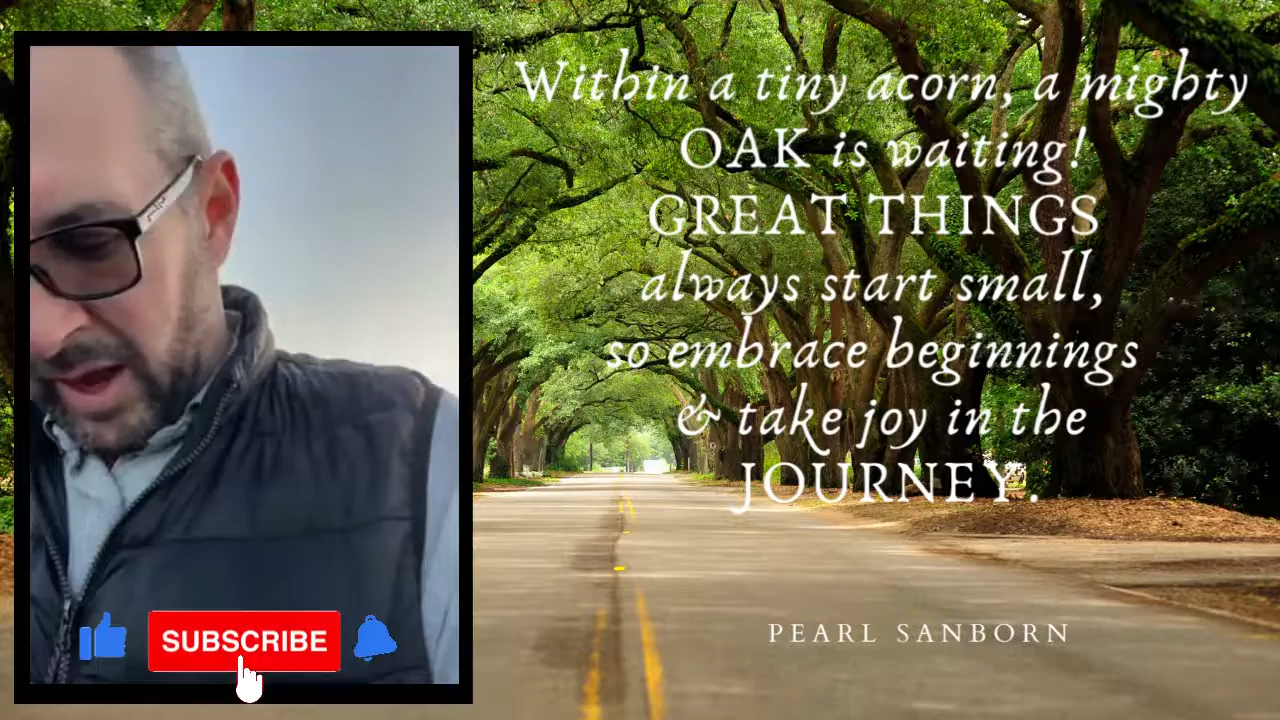 Within a tiny acorn, a mighty
OAK is waiting!
GREAT THINGS
always start small,
so embrace beginnings
& take joy in the
JOURNEY.
PEARL SANBORN
SUBSCRIBE